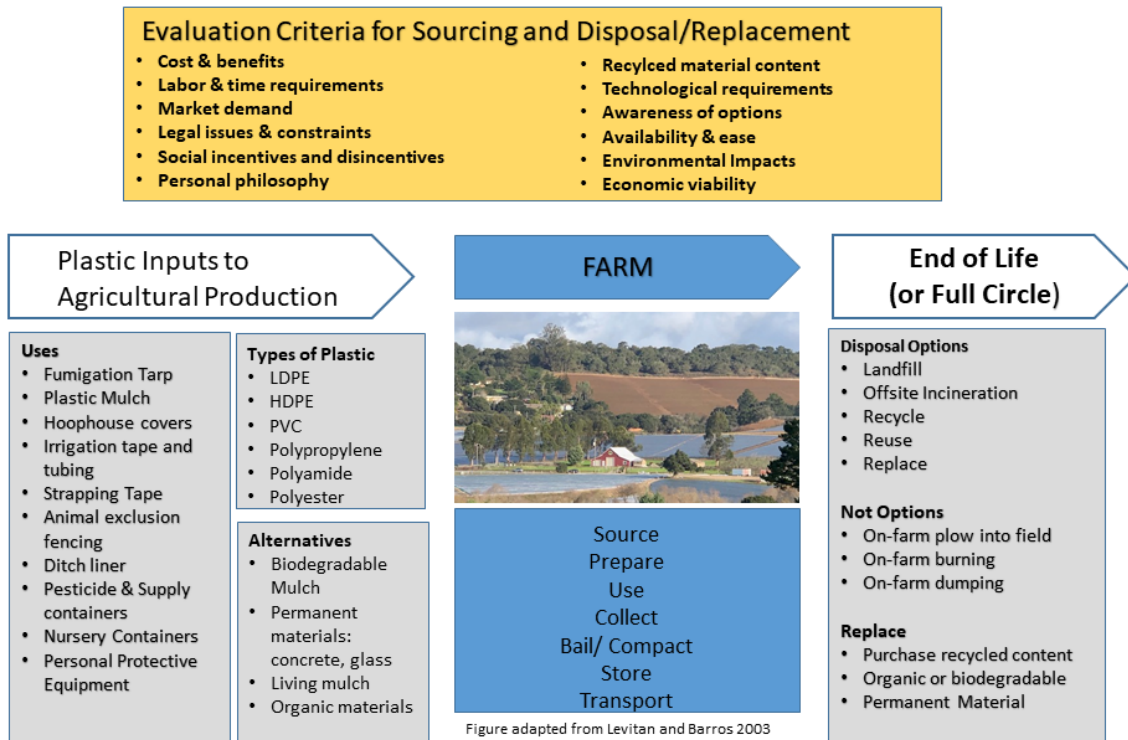 Evaluation Criteria for Sourcing and Disposal/Replacement
• Cost & benefits
• Labor & time requirements
• Market demand
• Legal issues & constraints
• Social incentives and disincentives
• Personal philosophy
• Recylced material content
• Technological requirements
• Awareness of options
• Availability & ease
• Environmental Impacts
• Economic viability
Plastic Inputs to
Agricultural Production
Uses
• Fumigation Tarp
• Plastic Mulch
• Hoophouse covers
• Irrigation tape and
tubing
• Strapping Tape
• Animal exclusion
fencing
• Ditch liner
• Pesticide & Supply
containers
• Nursery Containers
• Personal Protective
Equipment
Types of Plastic
• LDPE
• HDPE
• PVC
• Polypropylene
• Polyamide
• Polyester
Alternatives
• Biodegradable
Mulch
• Permanent
materials:
concrete, glass
• Living mulch
• Organic materials
FARM
Source
Prepare
Use
Collect
Bail/ Compact
Store
Transport
Figure adapted from Levitan and Barros 2003
End of Life
(or Full Circle)
Disposal Options
• Landfill
• Offsite Incineration
• Recycle
• Reuse
• Replace
Not Options
• On-farm plow into field
• On-farm burning
• On-farm dumping
Replace
• Purchase recycled content
• Organic or biodegradable
• Permanent Material